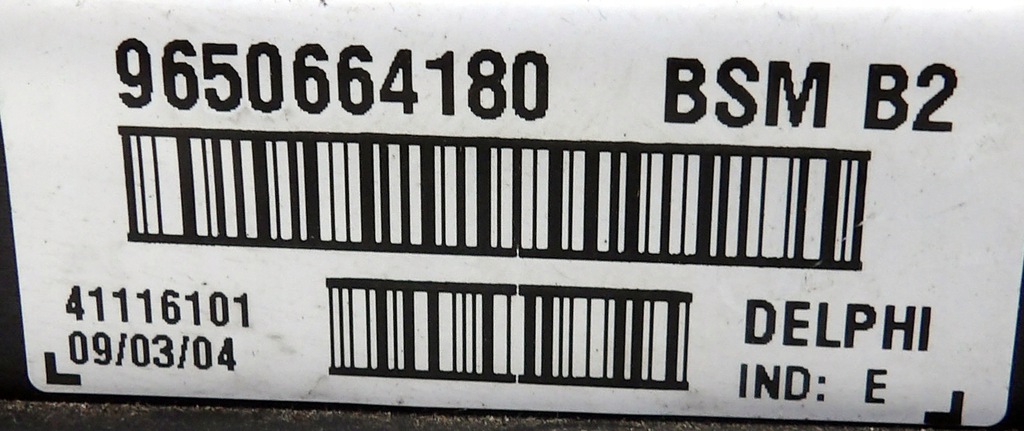 9650664180 BSM B2
41116101
09/03/04
DELPHI
IND: E